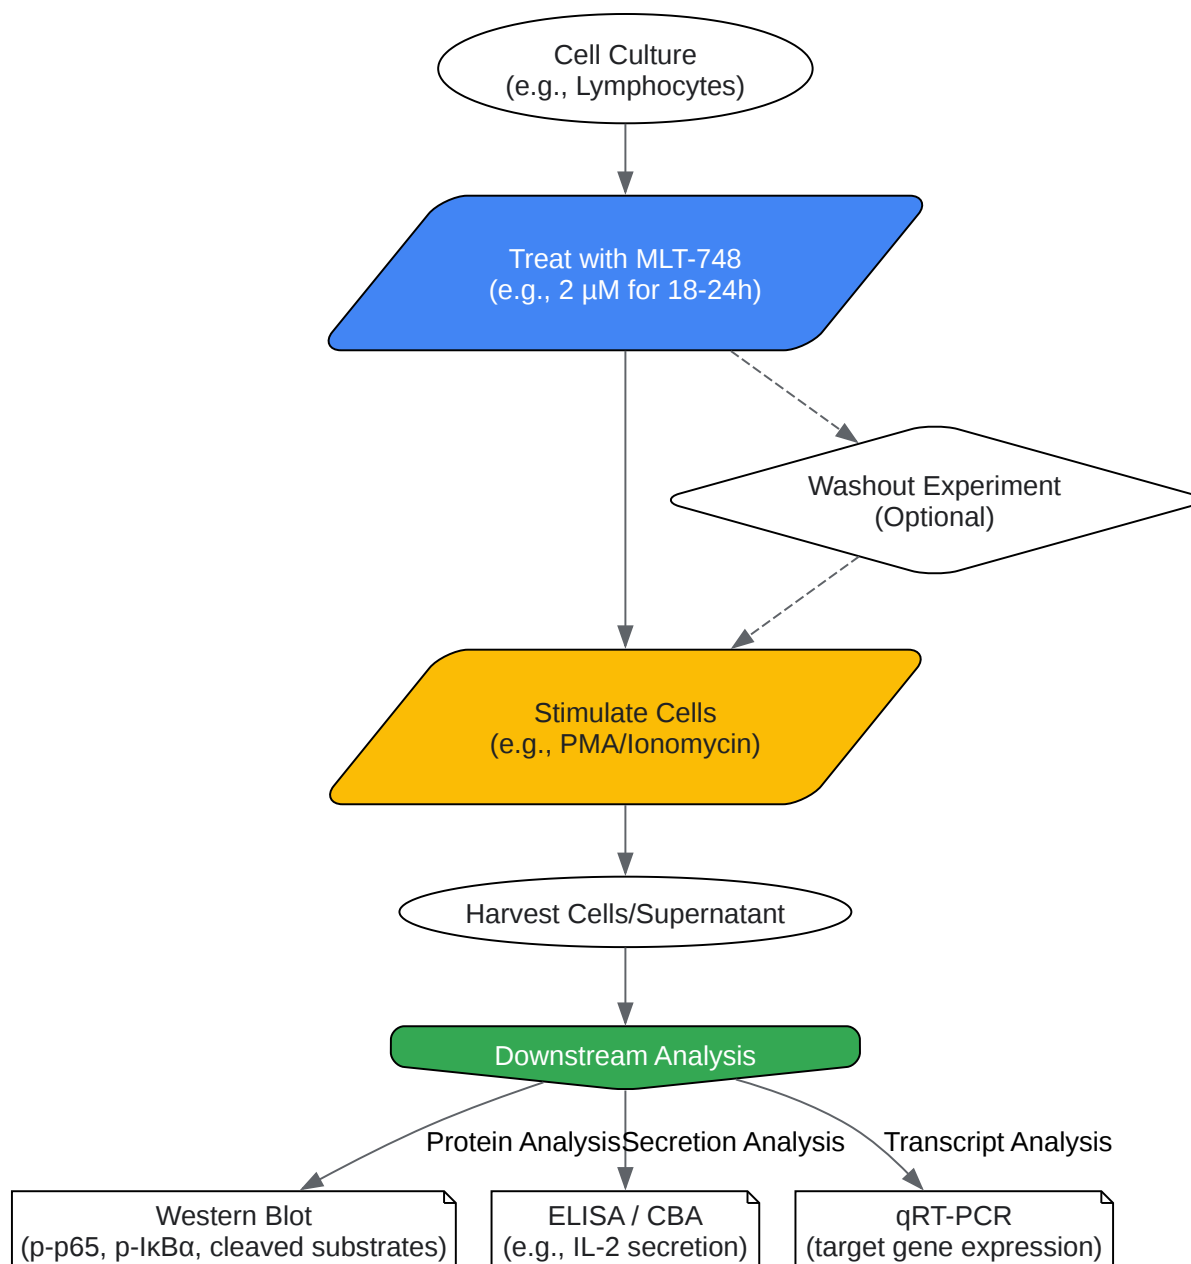 Cell Culture
(e.g., Lymphocytes)
Treat with MLT-748
(e.g., 2 µM for 18-24h)
Washout Experiment
(Optional)
Stimulate Cells
(e.g., PMA/Ionomycin)
Harvest Cells/Supernatant
Downstream Analysis
Protein Analysis
Secretion Analysis
Transcript Analysis
Western Blot
(p-p65, p-IκBα, cleaved substrates)
ELISA / CBA
(e.g., IL-2 secretion)
qRT-PCR
(target gene expression)